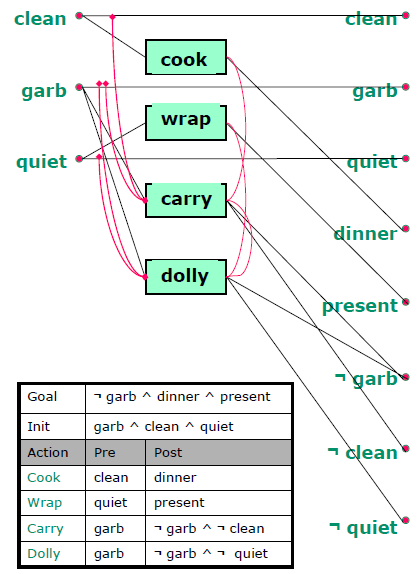 clean clean
cook
garb garb
wrap
quiet quiet
carry
dinner
dolly
present
¬ garb
Goal ¬ garb ^ dinner ^ present
Init garb ^ clean ^ quiet
Action Pre Post
¬ clean
Cook clean dinner
Wrap quiet present
Carry garb ¬ garb ^ ¬ clean
¬ quiet
Dolly garb ¬ garb ^ ¬ quiet